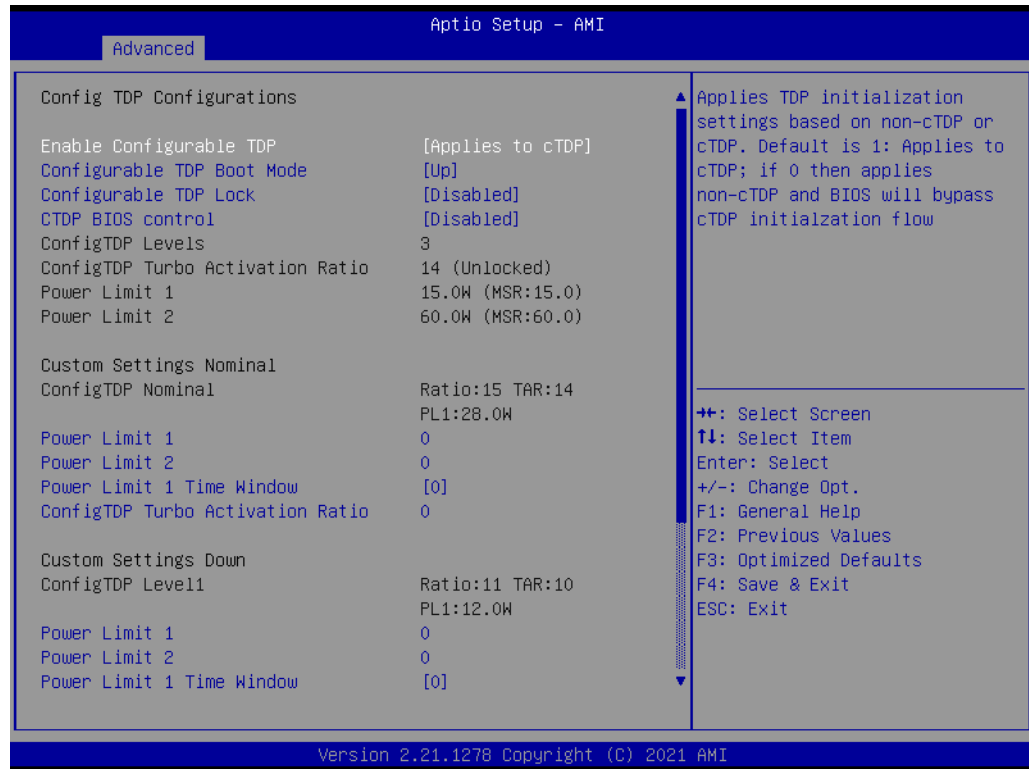 Aptio Setup - AMI
Advanced
Config TDP Configurations
Enable Configurable TDP [Applies to cTDP]
Configurable TDP Boot Mode [Up]
Configurable TDP Lock [Disabled]
CTDP BIOS control [Disabled]
ConfigTDP Levels 3
ConfigTDP Turbo Activation Ratio 14 (Unlocked)
Power Limit 1 15.0W (MSR:15.0)
Power Limit 2 60.0W (MSR:60.0)
Custom Settings Nominal
ConfigTDP Nominal Ratio:15 TAR:14
PL1:28.0W
Power Limit 1 0
Power Limit 2 0
Power Limit 1 Time Window [0]
ConfigTDP Turbo Activation Ratio 0
Custom Settings Down
ConfigTDP Level1 Ratio:11 TAR:10
PL1:12.0W
Power Limit 1 0
Power Limit 2 0
Power Limit 1 Time Window [0]
Applies TDP initialization
settings based on non-cTDP or
cTDP. Default is 1: Applies to
cTDP; if 0 then applies
non-cTDP and BIOS will bypass
cTDP initialzation flow
→←: Select Screen
↑↓: Select Item
Enter: Select
+/-: Change Opt.
F1: General Help
F2: Previous Values
F3: Optimized Defaults
F4: Save & Exit
ESC: Exit
Version 2.21.1278 Copyright (C) 2021 AMI